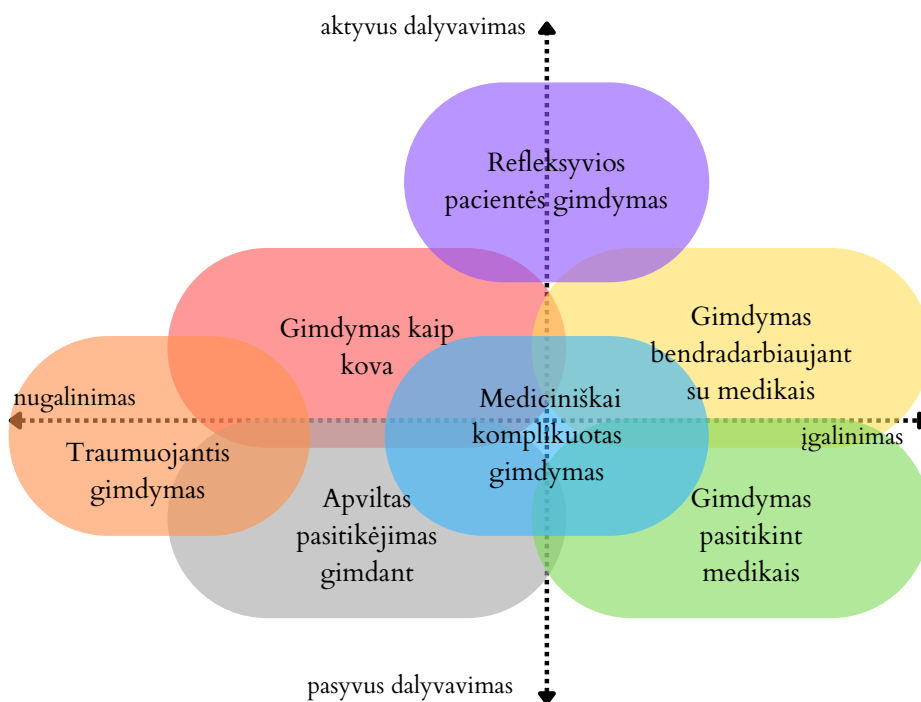 aktyvus dalyvavimas
Refleksyvios
pacientės gimdymas
Gimdymas kaip
kova
Gimdymas
bendradarbiaujant
su medikais
nugalinimas
Mediciniškai
komplikuotas
gimdymas
įgalinimas
Traumuojantis
gimdymas
Apviltas
pasitikėjimas
gimdant
Gimdymas
pasitikint
medikais
pasyvus dalyvavimas